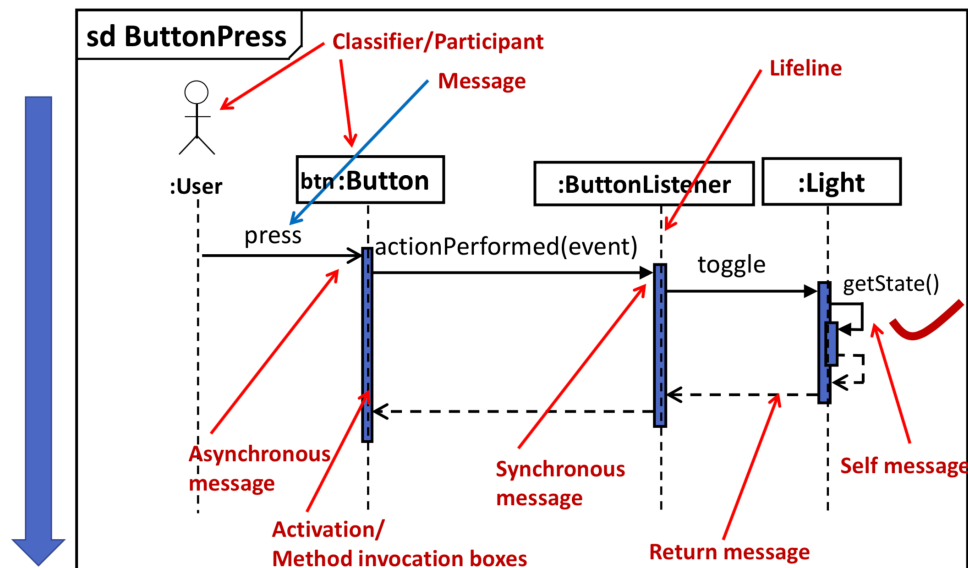 sd ButtonPress
Classifier/Participant
Message
Lifeline
:User
btn:Button
:ButtonListener
:Light
press
actionPerformed(event)
toggle
getState()
Asynchronous
message
Synchronous
message
Self message
Activation/
Method invocation boxes
Return message